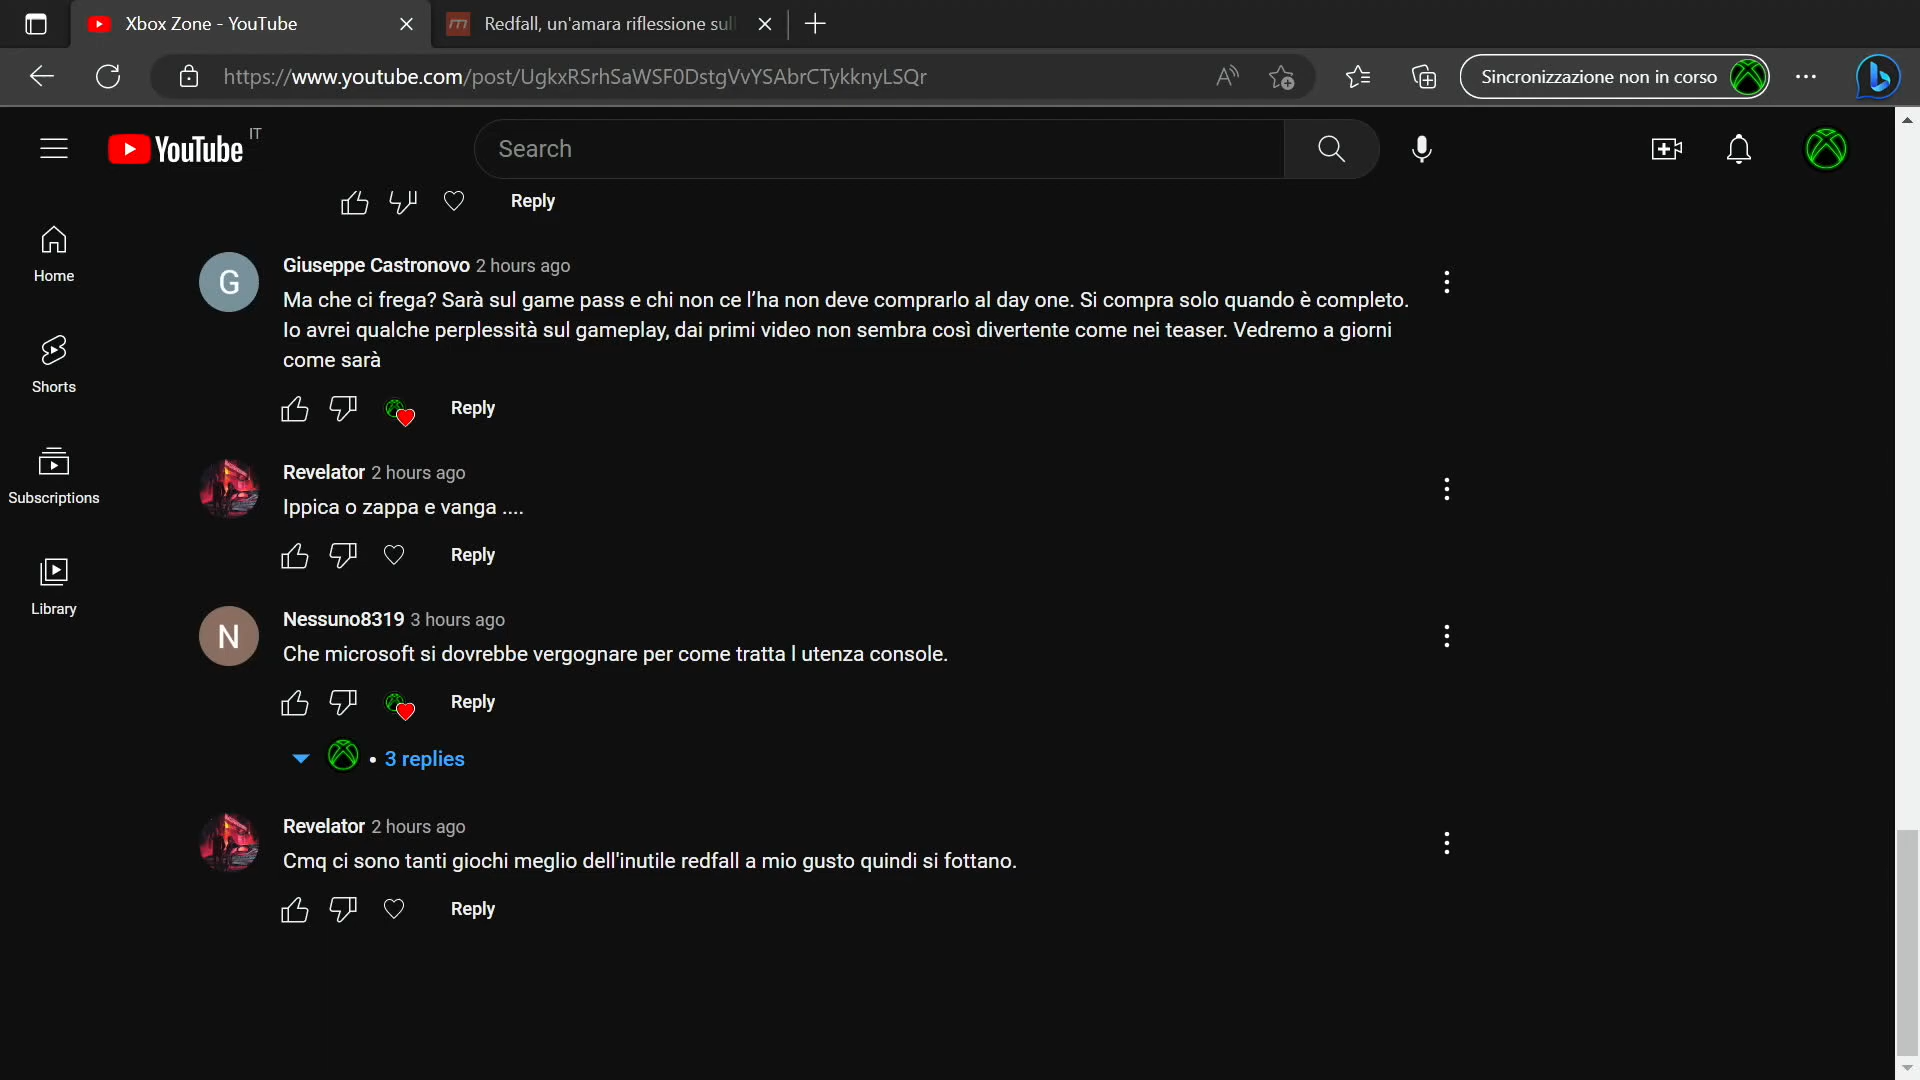 Xbox Zone - YouTube
Redfall, un'amara riflessione sul
https://www.youtube.com/post/UgkxRSrhSaWSF0DstgVvYSAbrCTykknyLSQr
Sincronizzazione non in corso
YouTube IT
Search
Reply
Home
Giuseppe Castronovo 2 hours ago
Ma che ci frega? Sarà sul game pass e chi non ce l’ha non deve comprarlo al day one. Si compra solo quando è completo.
Io avrei qualche perplessità sul gameplay, dai primi video non sembra così divertente come nei teaser. Vedremo a giorni
come sarà
Shorts
Reply
Revelator 2 hours ago
Ippica o zappa e vanga ....
Subscriptions
Reply
Library
Nessuno8319 3 hours ago
Che microsoft si dovrebbe vergognare per come tratta l utenza console.
Reply
• 3 replies
Revelator 2 hours ago
Cmq ci sono tanti giochi meglio dell'inutile redfall a mio gusto quindi si fottano.
Reply